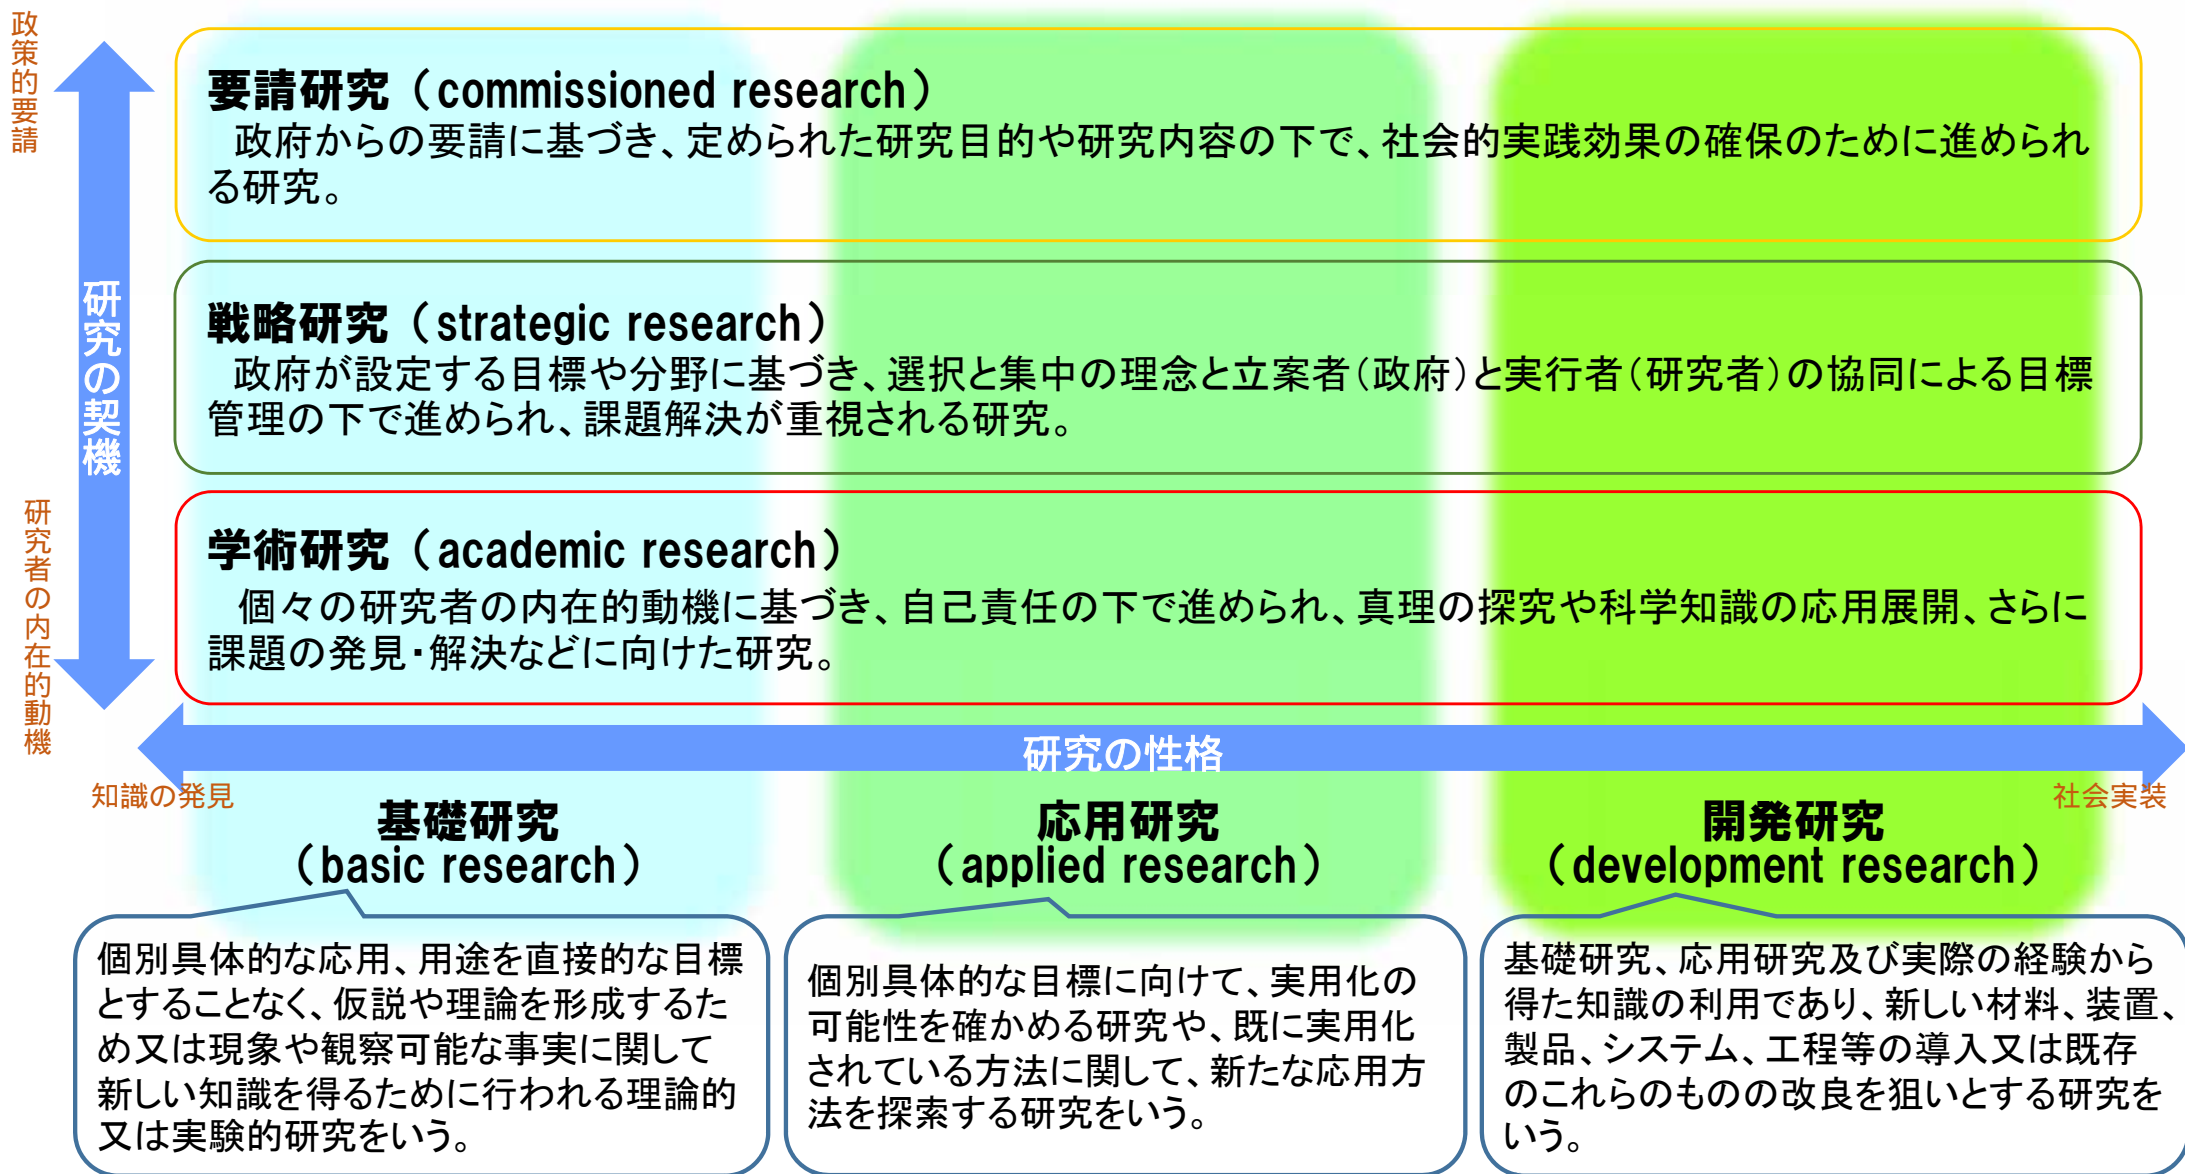 政策的要請
要請研究（commissioned research）
政府からの要請に基づき、定められた研究目的や研究内容の下で、社会的実践効果の確保のために進められ
る研究。
研究の契機
戦略研究（strategic research）
政府が設定する目標や分野に基づき、選択と集中の理念と立案者（政府）と実行者（研究者）の協同による目標
管理の下で進められ、課題解決が重視される研究。
研究者の内在的動機
学術研究（academic research）
個々の研究者の内在的動機に基づき、自己責任の下で進められ、真理の探究や科学知識の応用展開、さらに
課題の発見・解決などに向けた研究。
研究の性格
知識の発見
社会実装
基礎研究
（basic research）
応用研究
（applied research）
開発研究
（development research）
個別具体的な応用、用途を直接的な目標
とすることなく、仮説や理論を形成するた
め又は現象や観察可能な事実に関して
新しい知識を得るために行われる理論的
又は実験的研究をいう。
個別具体的な目標に向けて、実用化の
可能性を確かめる研究や、既に実用化
されている方法に関して、新たな応用方
法を探索する研究をいう。
基礎研究、応用研究及び実際の経験から
得た知識の利用であり、新しい材料、装置、
製品、システム、工程等の導入又は既存
のこれらのものの改良を狙いとする研究を
いう。